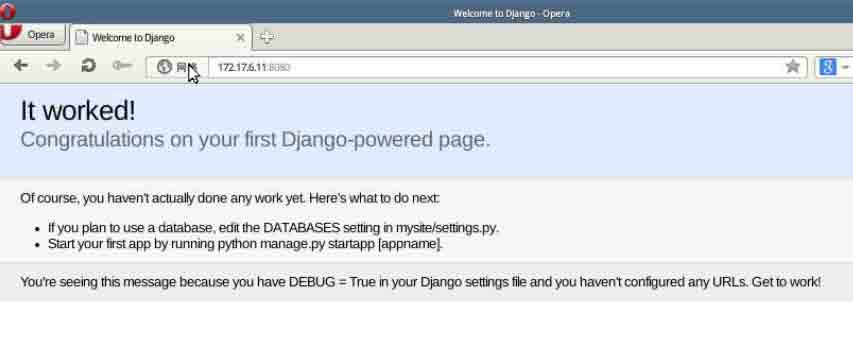 Welcome to Django - Opera
Opera
Welcome to Django
172.17.6.11:8080
It worked!
Congratulations on your first Django-powered page.
Of course, you haven't actually done any work yet. Here's what to do next:
If you plan to use a database, edit the DATABASES setting in mysite/settings.py.
Start your first app by running python manage.py startapp [appname].
You're seeing this message because you have DEBUG = True in your Django settings file and you haven't configured any URLs. Get to work!